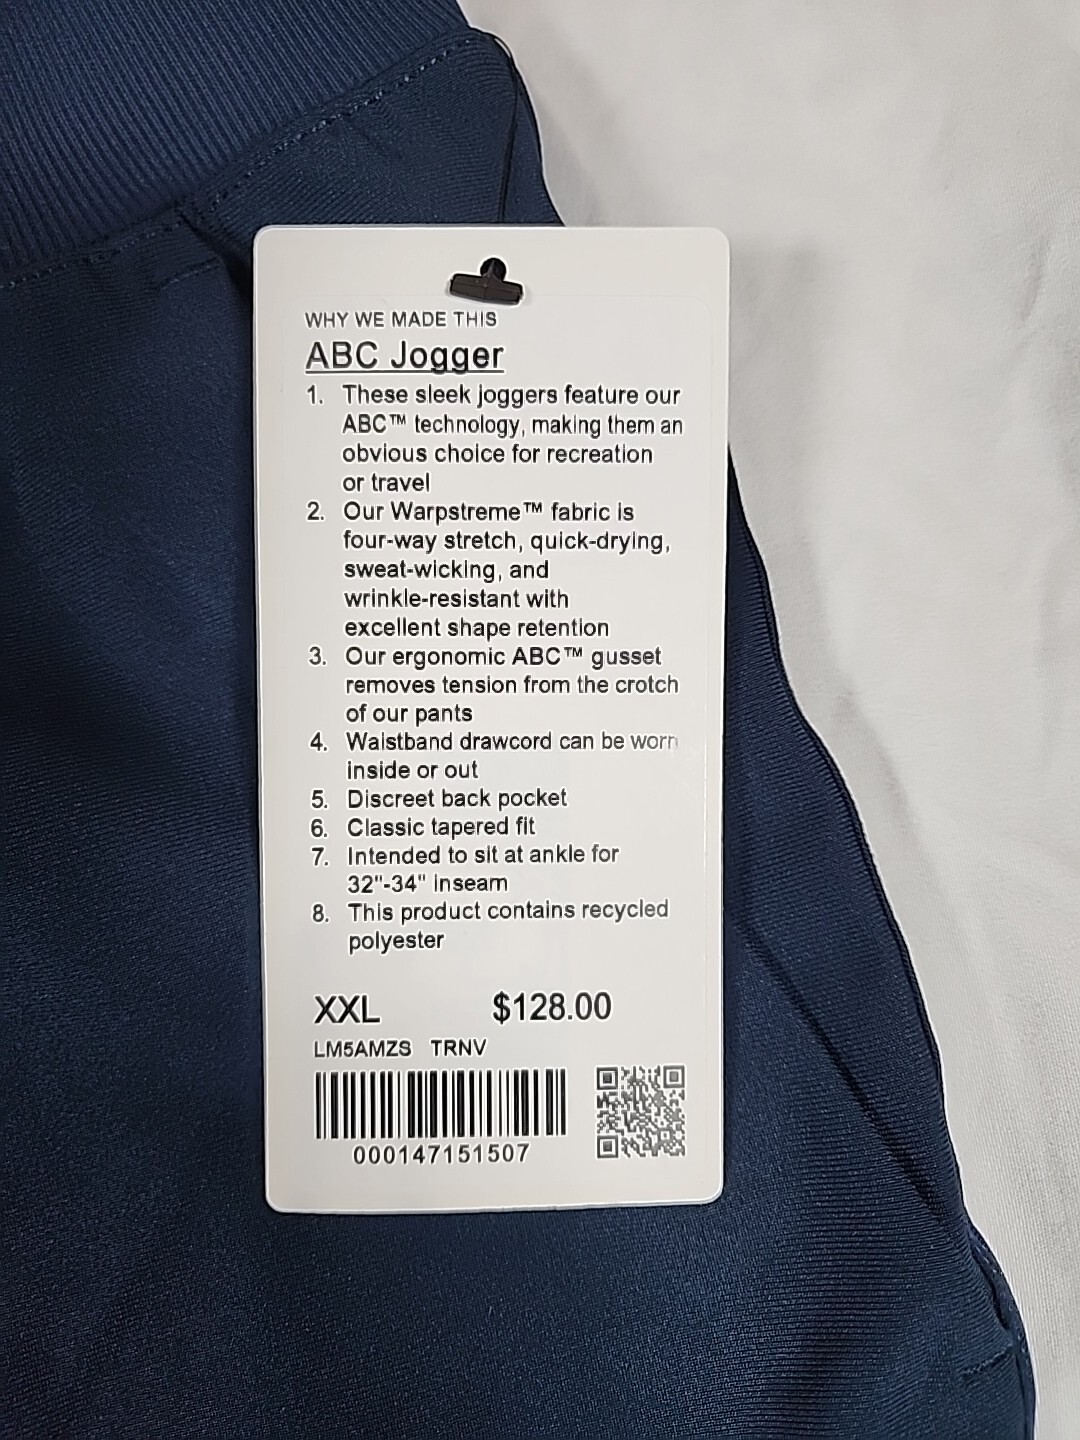 WHY WE MADE THIS
ABC Jogger
1. These sleek joggers feature our
ABC™ technology, making them an
obvious choice for recreation
or travel
2. Our Warpstreme™ fabric is
four-way stretch, quick-drying,
sweat-wicking, and
wrinkle-resistant with
excellent shape retention
3. Our ergonomic ABC™ gusset
removes tension from the crotch
of our pants
4. Waistband drawcord can be worn
inside or out
5. Discreet back pocket
6. Classic tapered fit
7. Intended to sit at ankle for
32"-34" inseam
8. This product contains recycled
polyester
XXL $128.00
LM5AMZS TRNV
000147151507